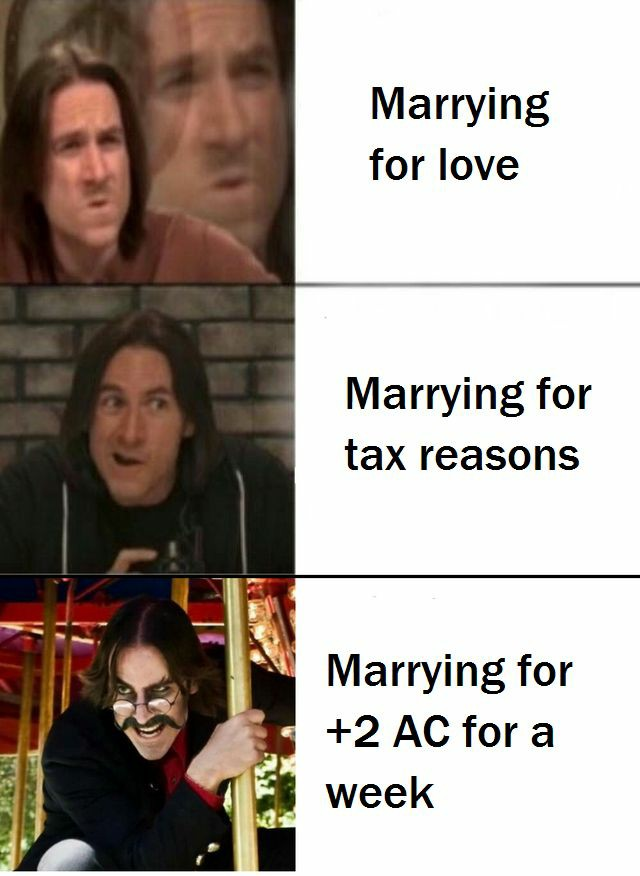 Marrying
for love
Marrying for
tax reasons
Marrying for
+2 AC for a
week